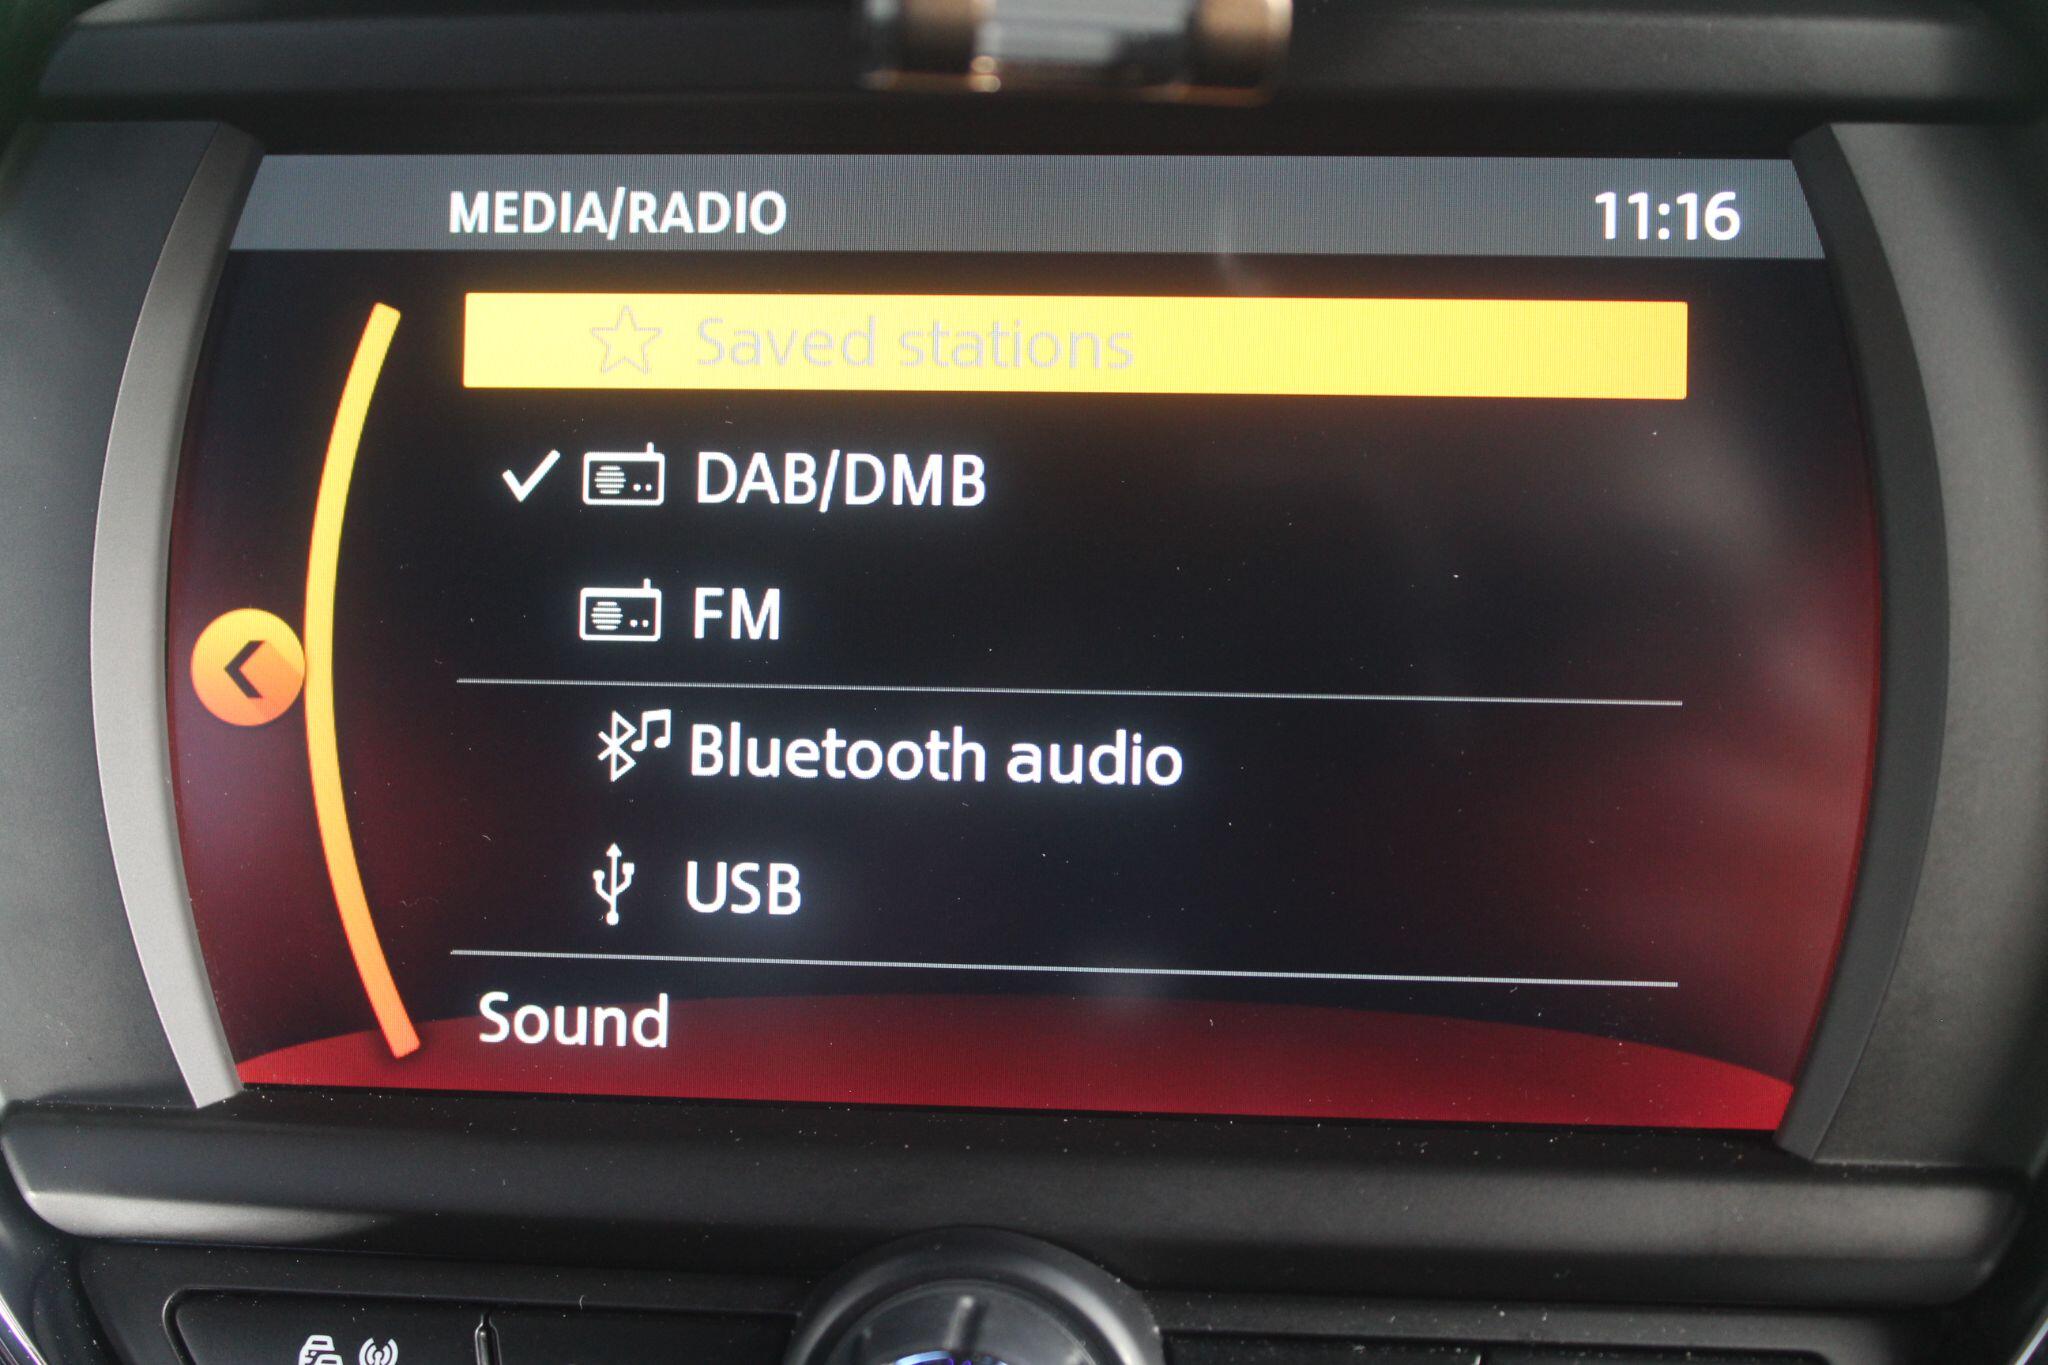 MEDIA/RADIO 11:16
Saved stations
DAB/DMB
FM
Bluetooth audio
USB
Sound